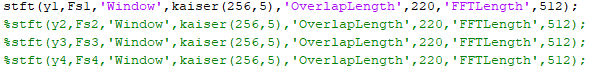 stft(y1,Fs1,'Window',kaiser(256,5),'OverlapLength',220,'FFTLength',512);
%stft(y2,Fs2,'Window',kaiser(256,5),'OverlapLength',220,'FFTLength',512);
%stft(y3,Fs3,'Window',kaiser(256,5),'OverlapLength',220,'FFTLength',512);
%stft(y4,Fs4,'Window',kaiser(256,5),'OverlapLength',220,'FFTLength',512);